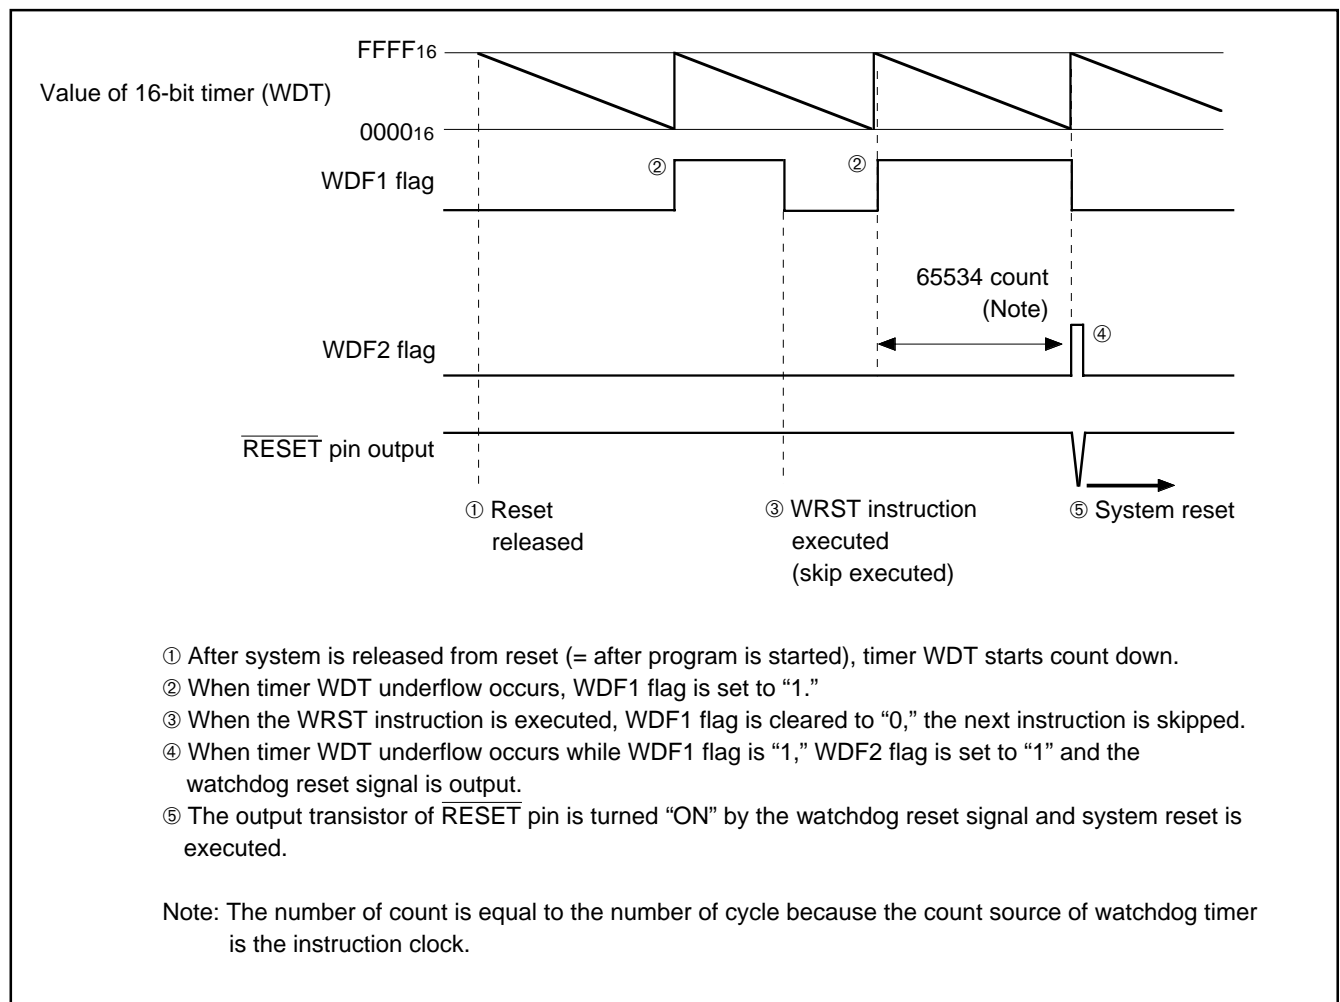 FFFF16
Value of 16-bit timer (WDT)
000016
② ②
WDF1 flag
65534 count
(Note)
④
WDF2 flag
RESET pin output
① Reset
released
③ WRST instruction
executed
(skip executed)
⑤ System reset
① After system is released from reset (= after program is started), timer WDT starts count down.
② When timer WDT underflow occurs, WDF1 flag is set to “1.”
③ When the WRST instruction is executed, WDF1 flag is cleared to “0,” the next instruction is skipped.
④ When timer WDT underflow occurs while WDF1 flag is “1,” WDF2 flag is set to “1” and the
watchdog reset signal is output.
⑤ The output transistor of RESET pin is turned “ON” by the watchdog reset signal and system reset is
executed.
Note: The number of count is equal to the number of cycle because the count source of watchdog timer
is the instruction clock.